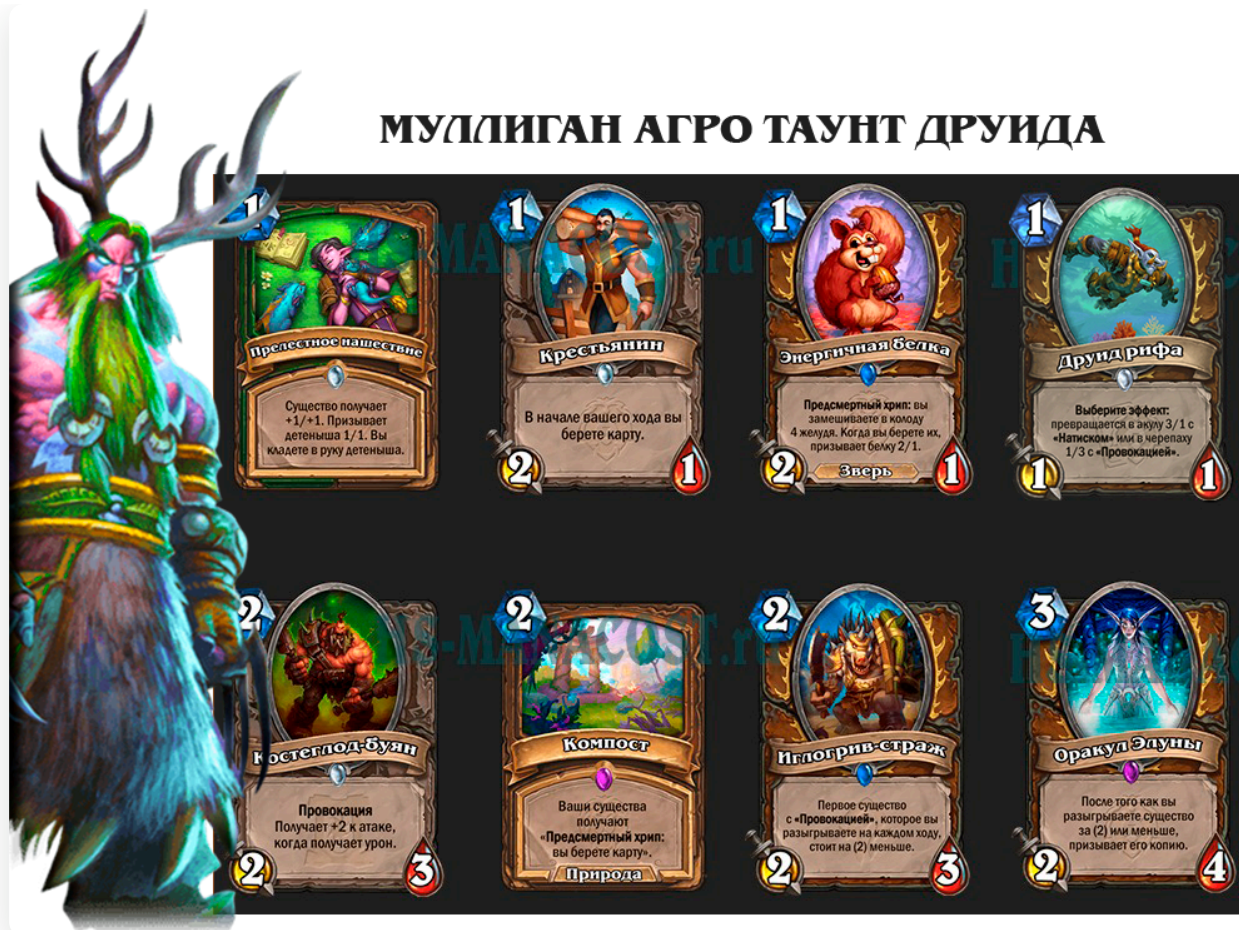 МУЛЛИГАН АГРО ТАУНТ ДРУИДА
1
Прелестное нашествие
Существо получает
+1/+1. Призывает
детеныша 1/1. Вы
кладете в руку детеныша.
1
Крестьянин
В начале вашего хода вы
берете карту.
2
1
1
Энергичная белка
Предсмертный хрип: вы
замешиваете в колоду
4 желудя. Когда вы берете их,
призывает белку 2/1.
2
Зверь
1
1
Друид рифа
Выберите эффект:
превращается в акулу 3/1 с
«Натиском» или в черепаху
1/3 с «Провокацией».
1
1
2
Костеглод-буян
Провокация
Получает +2 к атаке,
когда получает урон.
2
3
2
Компост
Ваши существа
получают
«Предсмертный хрип:
вы берете карту».
Природа
2
Иглогрив-страж
Первое существо
с «Провокацией», которое вы
разыгрываете на каждом ходу,
стоит на (2) меньше.
2
3
3
Оракул Элуны
После того как вы
разыгрываете существо
за (2) или меньше,
призывает его копию.
2
4